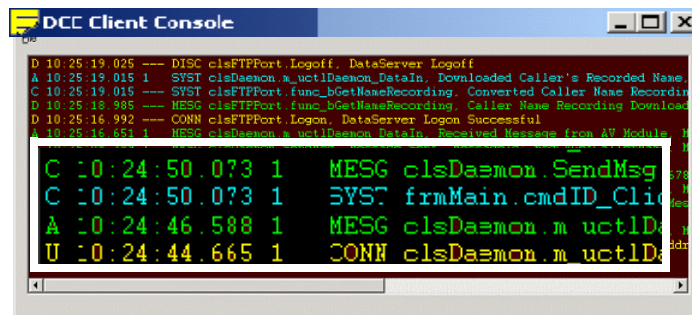 DCC Client Console
D 10:25:19.025 --- DISC clsFTPPort.Logoff, DataServer Logoff
A 10:25:19.015 1 SYST clsDaemon.m_uctlDaemon_DataIn, Downloaded Caller's Recorded Name,
C 10:25:19.015 --- SYST clsFTPPort.func_bGetNameRecording, Converted Caller Name Recordin
D 10:25:18.985 --- MESG clsFTPPort.func_bGetNameRecording, Caller Name Recording Download
D 10:25:16.992 --- CONN clsFTPPort.Logon, DataServer Logon Successful
A 10:25:16.651 1 MESG clsDaemon.m_uctlDaemon_DataIn, Received Message from AV Module, M
C 10:24:50.073 1 MESG clsDaemon.SendMsg
C 10:24:50.073 1 SYST frmMain.cmdID_Clic
A 10:24:46.588 1 MESG clsDaemon.m uctlDa
U 10:24:44.665 1 CONN clsDaemon.m_uctlDa